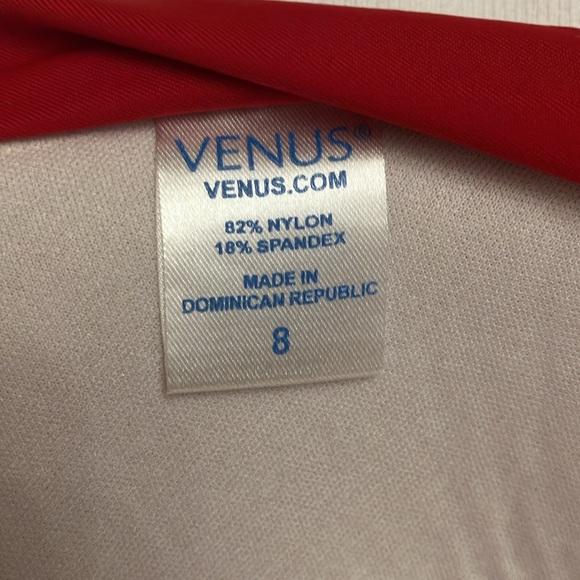 VENUS®
VENUS.COM
82% NYLON
18% SPANDEX
MADE IN
DOMINICAN REPUBLIC
8